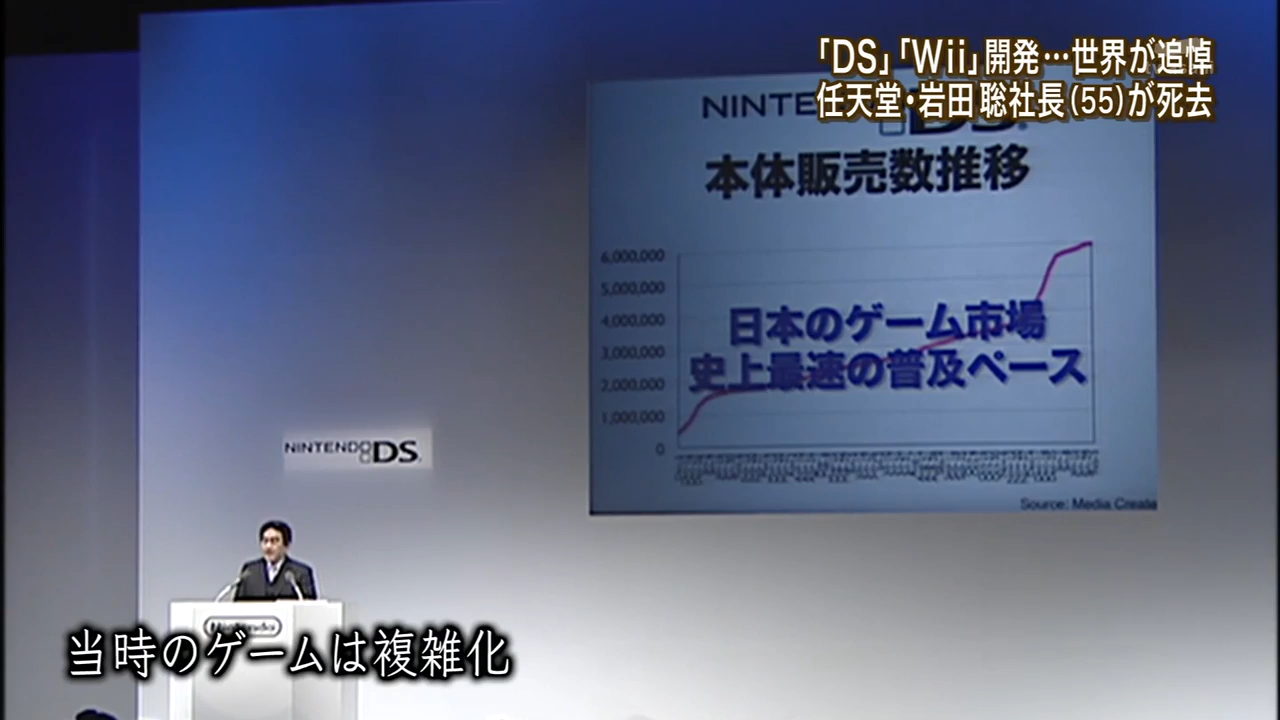 「DS」「Wii」開発…世界が追悼
任天堂・岩田 聡社長(55)が死去
NINTE
DS
本体販売数推移
6,000,000
5,000,000
4,000,000
3,000,000
2,000,000
1,000,000
0
日本のゲーム市場
史上最速の普及ペース
Source: Media Create
NINTENDO DS
Nintendo
当時のゲームは複雑化